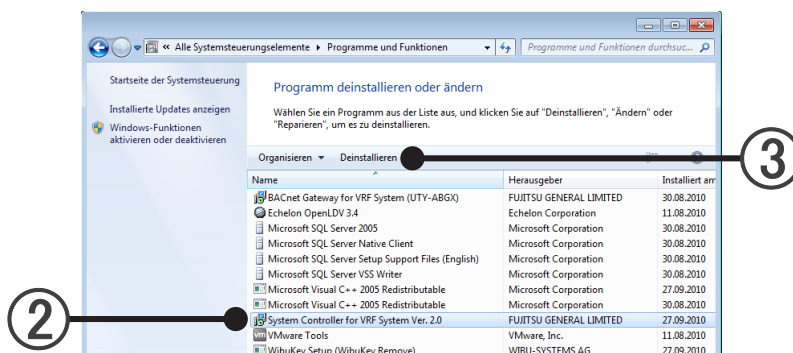 « Alle Systemsteuerungselemente ▸ Programme und Funktionen
Programme und Funktionen durchsuc...
Startseite der Systemsteuerung
Installierte Updates anzeigen
Windows-Funktionen
aktivieren oder deaktivieren
Programm deinstallieren oder ändern
Wählen Sie ein Programm aus der Liste aus, und klicken Sie auf "Deinstallieren", "Ändern" oder
"Reparieren", um es zu deinstallieren.
Organisieren Deinstallieren
3
Name Herausgeber Installiert am
BACnet Gateway for VRF System (UTY-ABGX) FUJITSU GENERAL LIMITED 30.08.2010
Echelon OpenLDV 3.4 Echelon Corporation 11.08.2010
Microsoft SQL Server 2005 Microsoft Corporation 30.08.2010
Microsoft SQL Server Native Client Microsoft Corporation 30.08.2010
Microsoft SQL Server Setup Support Files (English) Microsoft Corporation 30.08.2010
Microsoft SQL Server VSS Writer Microsoft Corporation 30.08.2010
Microsoft Visual C++ 2005 Redistributable Microsoft Corporation 27.09.2010
Microsoft Visual C++ 2005 Redistributable Microsoft Corporation 30.08.2010
2
System Controller for VRF System Ver. 2.0 FUJITSU GENERAL LIMITED 27.09.2010
VMware Tools VMware, Inc. 11.08.2010
WibuKey Setup (WibuKey Remove) WIBU-SYSTEMS AG 27.09.2010